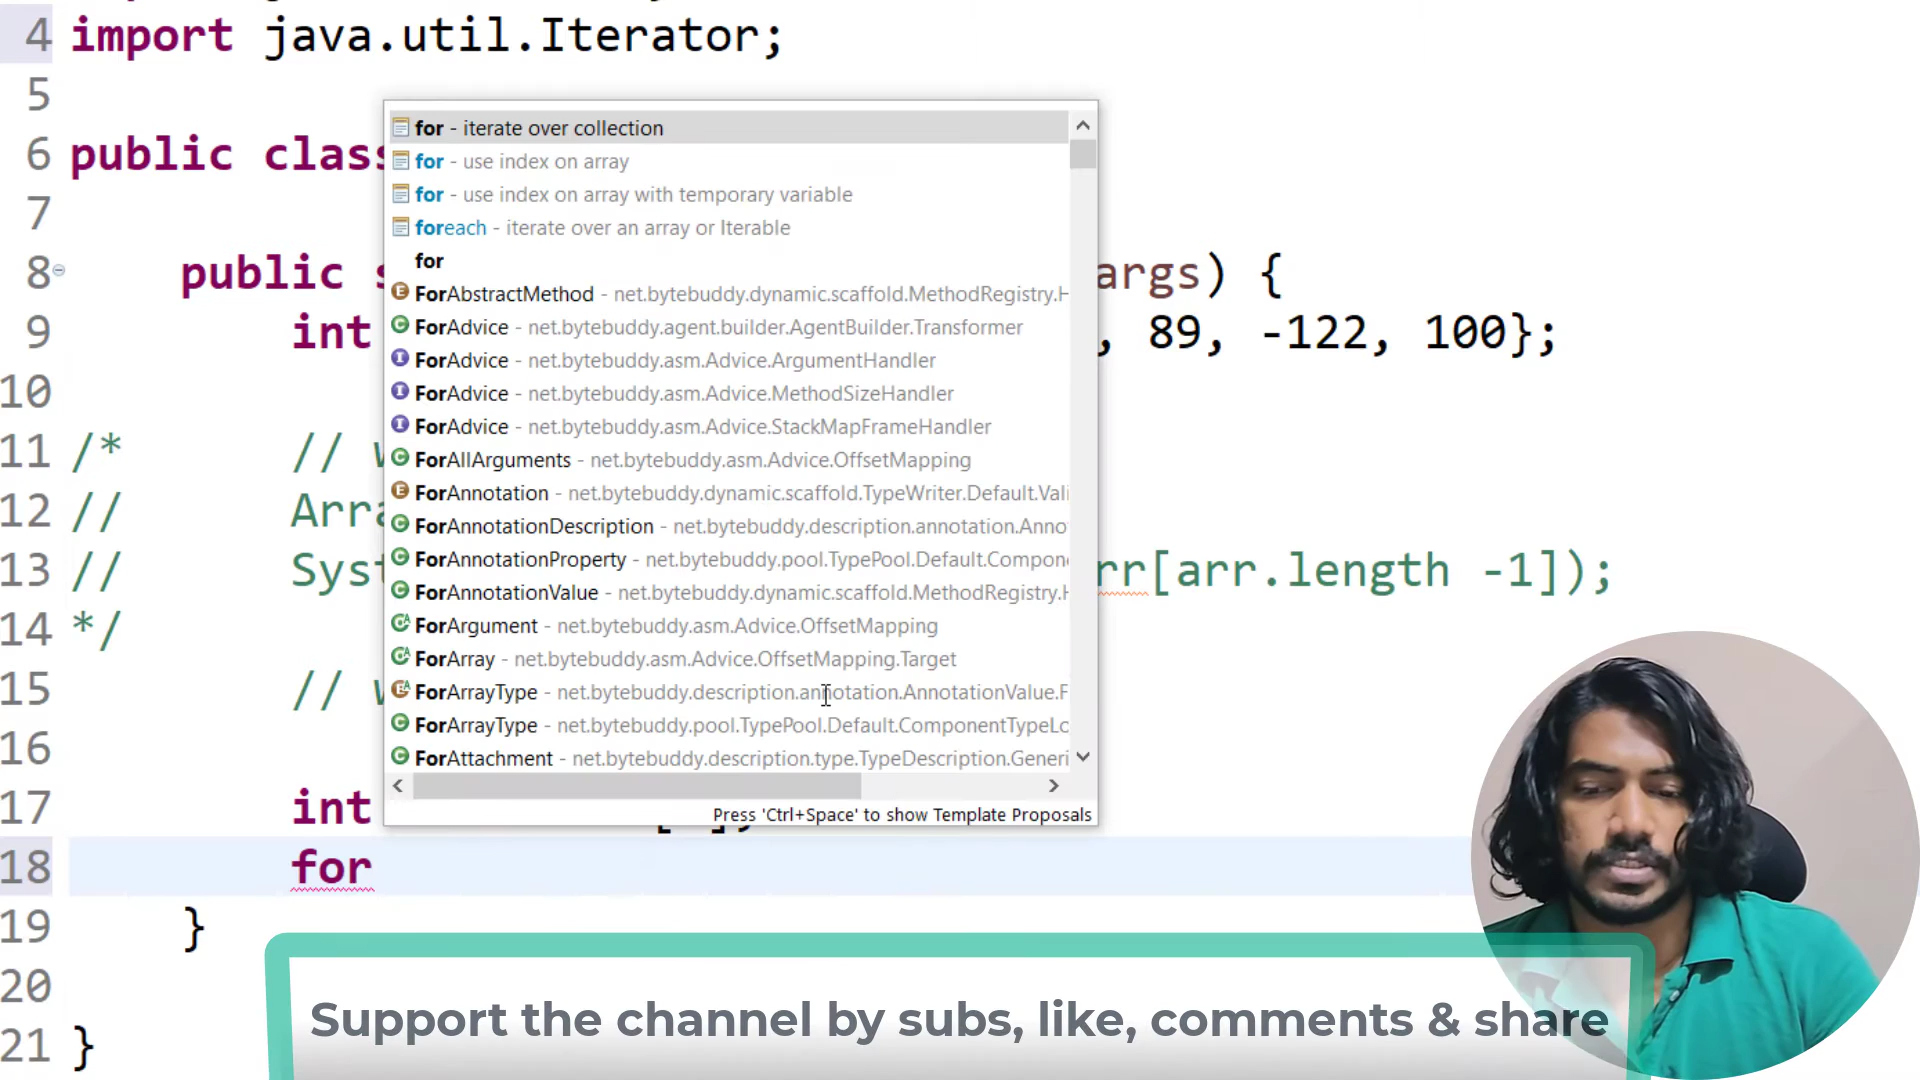 4 import java.util.Iterator;
5
6 public class
7
8 public args) {
9 int , 89, -122, 100};
10
11 /* //
12 //
13 // arr[arr.length -1]);
14 */
15 //
16
17 int
18 for
19 }
20
21 }
for - iterate over collection
for - use index on array
for - use index on array with temporary variable
foreach - iterate over an array or Iterable
for
ForAbstractMethod - net.bytebuddy.dynamic.scaffold.MethodRegistry.H
ForAdvice - net.bytebuddy.agent.builder.AgentBuilder.Transformer
ForAdvice - net.bytebuddy.asm.Advice.ArgumentHandler
ForAdvice - net.bytebuddy.asm.Advice.MethodSizeHandler
ForAdvice - net.bytebuddy.asm.Advice.StackMapFrameHandler
ForAllArguments - net.bytebuddy.asm.Advice.OffsetMapping
ForAnnotation - net.bytebuddy.dynamic.scaffold.TypeWriter.Default.Vali
ForAnnotationDescription - net.bytebuddy.description.annotation.Anno
ForAnnotationProperty - net.bytebuddy.pool.TypePool.Default.Compone
ForAnnotationValue - net.bytebuddy.dynamic.scaffold.MethodRegistry.H
ForArgument - net.bytebuddy.asm.Advice.OffsetMapping
ForArray - net.bytebuddy.asm.Advice.OffsetMapping.Target
ForArrayType - net.bytebuddy.description.annotation.AnnotationValue.F
ForArrayType - net.bytebuddy.pool.TypePool.Default.ComponentTypeLo
ForAttachment - net.bytebuddy.description.type.TypeDescription.Generi
Press 'Ctrl+Space' to show Template Proposals
Support the channel by subs, like, comments & share